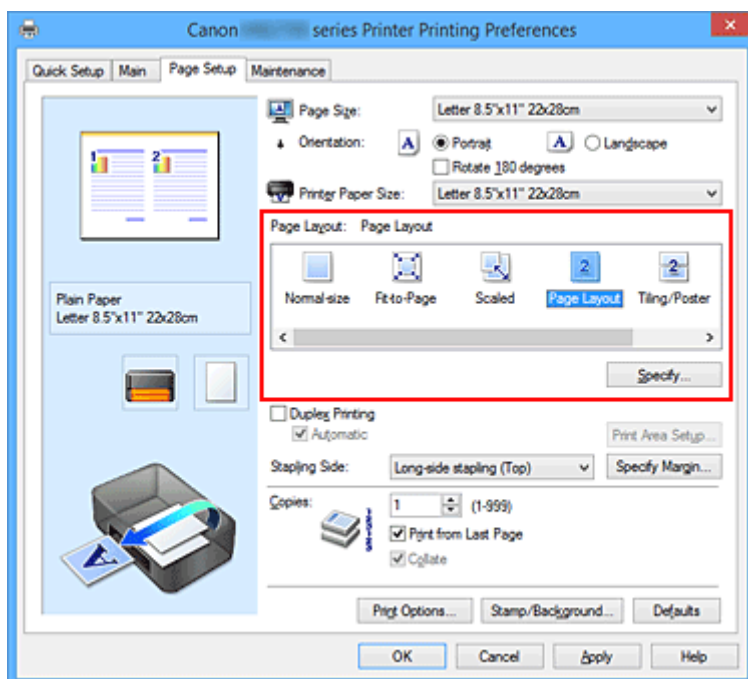 Canon series Printer Printing Preferences
Quick Setup Main Page Setup Maintenance
1 2
Plain Paper
Letter 8.5"x11" 22x28cm
Page Size: Letter 8.5"x11" 22x28cm
Orientation: A Portrait A Landscape
Rotate 180 degrees
Printer Paper Size: Letter 8.5"x11" 22x28cm
Page Layout: Page Layout
2 2
Normal-size Fit-to-Page Scaled Page Layout Tiling/Poster
Specify...
Duplex Printing
Automatic Print Area Setup...
Stapling Side: Long-side stapling (Top) Specify Margin...
Copies: 1 (1-999)
Print from Last Page
Collate
A
Print Options... Stamp/Background... Defaults
OK Cancel Apply Help